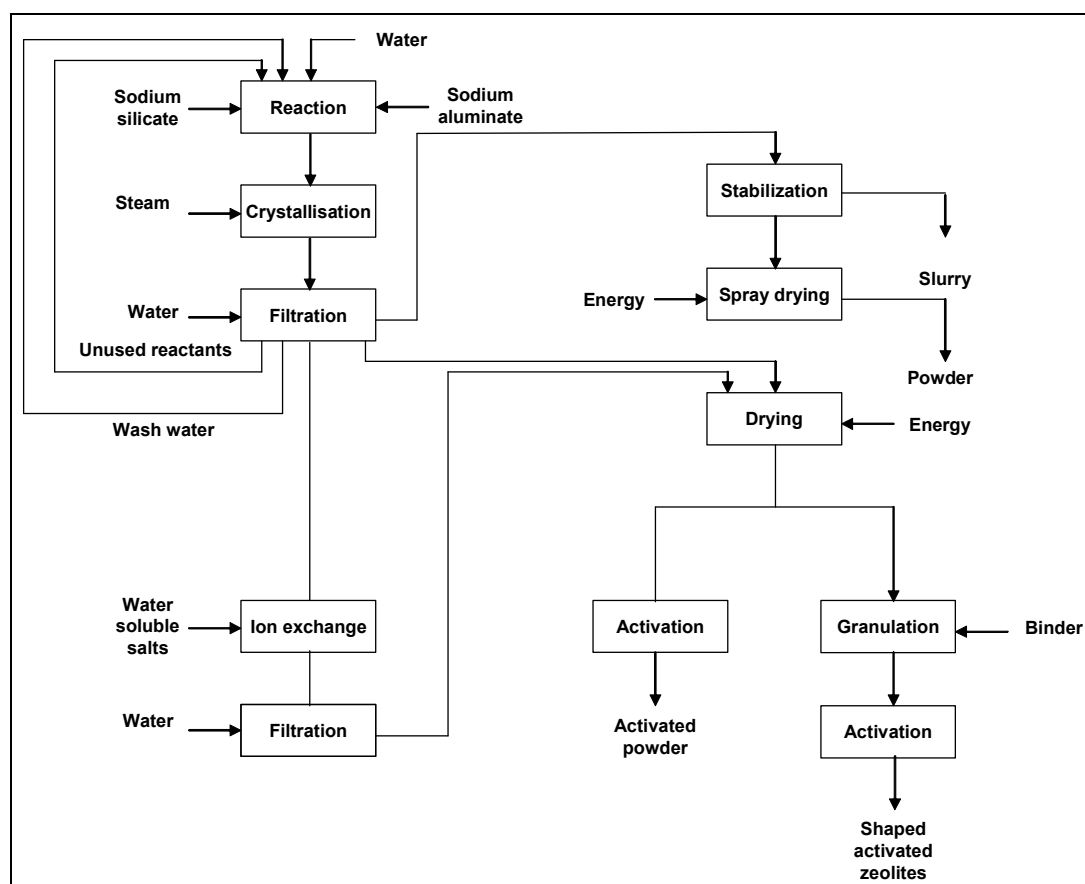 Water
Sodium
silicate
Reaction
Sodium
aluminate
Steam
Crystallisation
Stabilization
Slurry
Water
Filtration
Energy
Spray drying
Unused reactants
Powder
Wash water
Drying
Energy
Water
soluble
salts
Ion exchange
Activation
Granulation
Binder
Water
Filtration
Activated
powder
Activation
Shaped
activated
zeolites